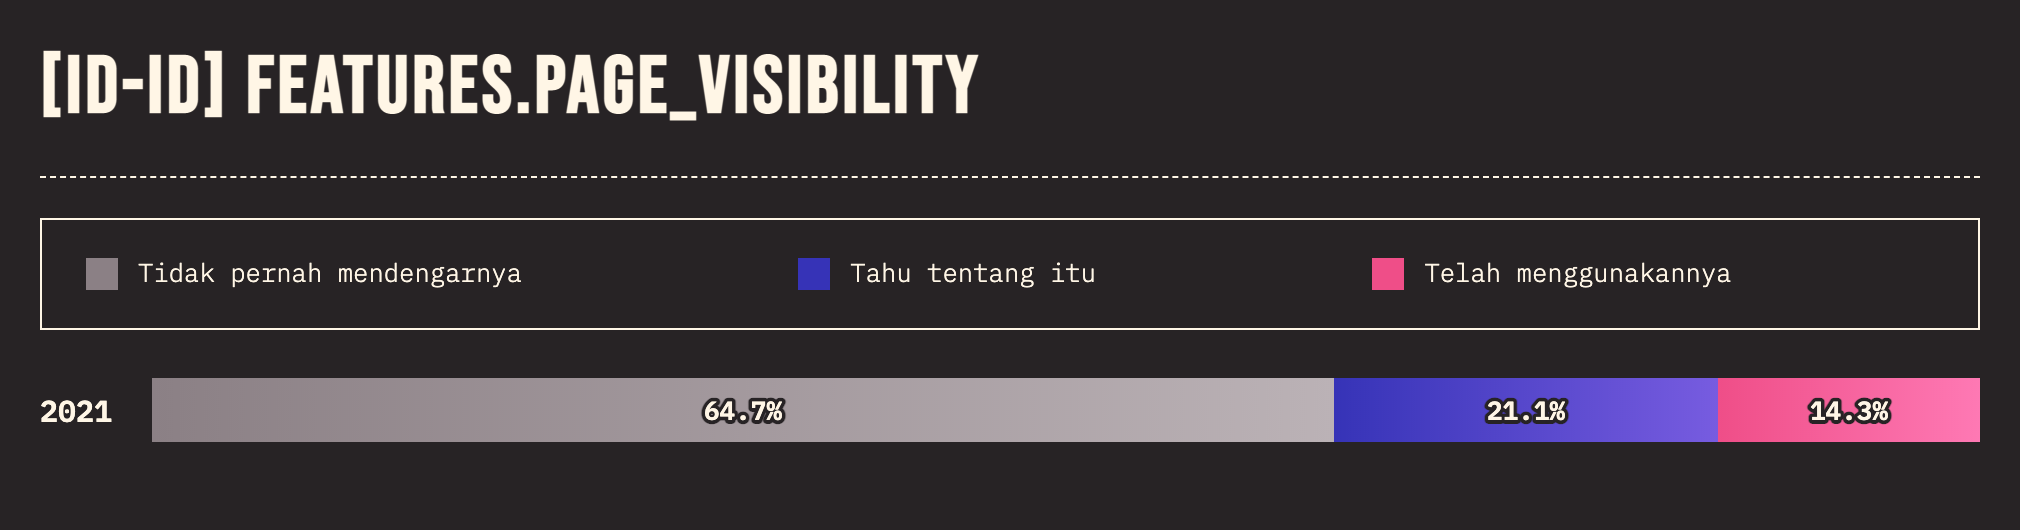 [ID-ID] FEATURES.PAGE_VISIBILITY
Tidak pernah mendengarnya Tahu tentang itu Telah menggunakannya
2021 64.7% 21.1% 14.3%